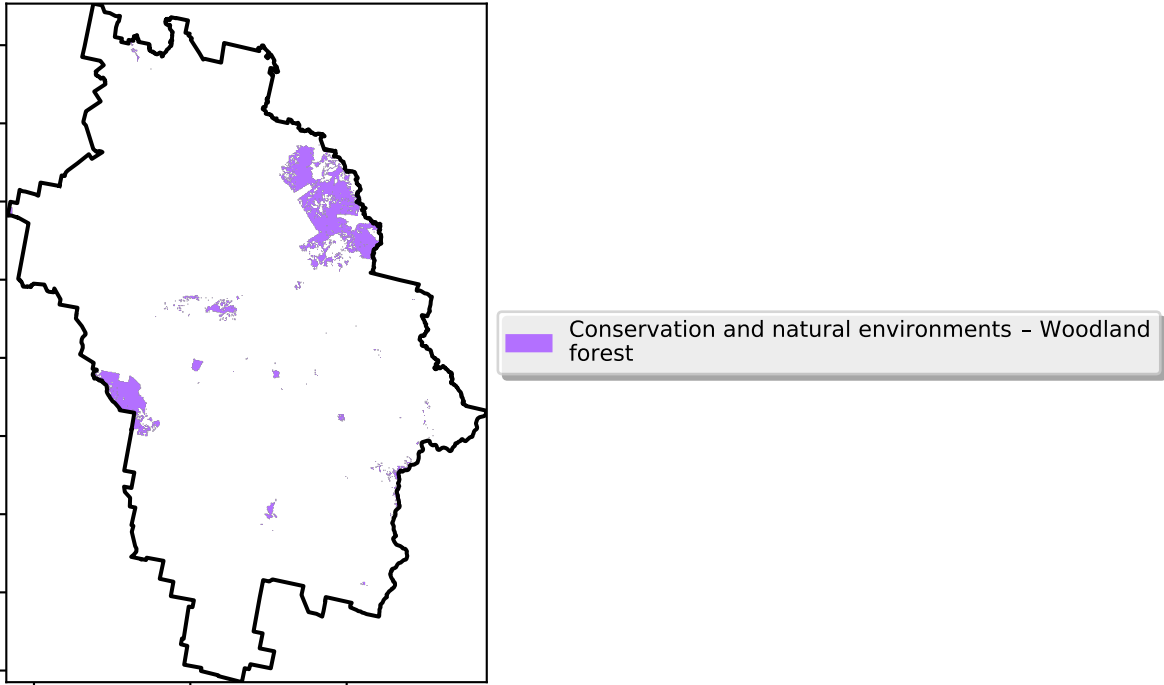 Conservation and natural environments – Woodland
forest